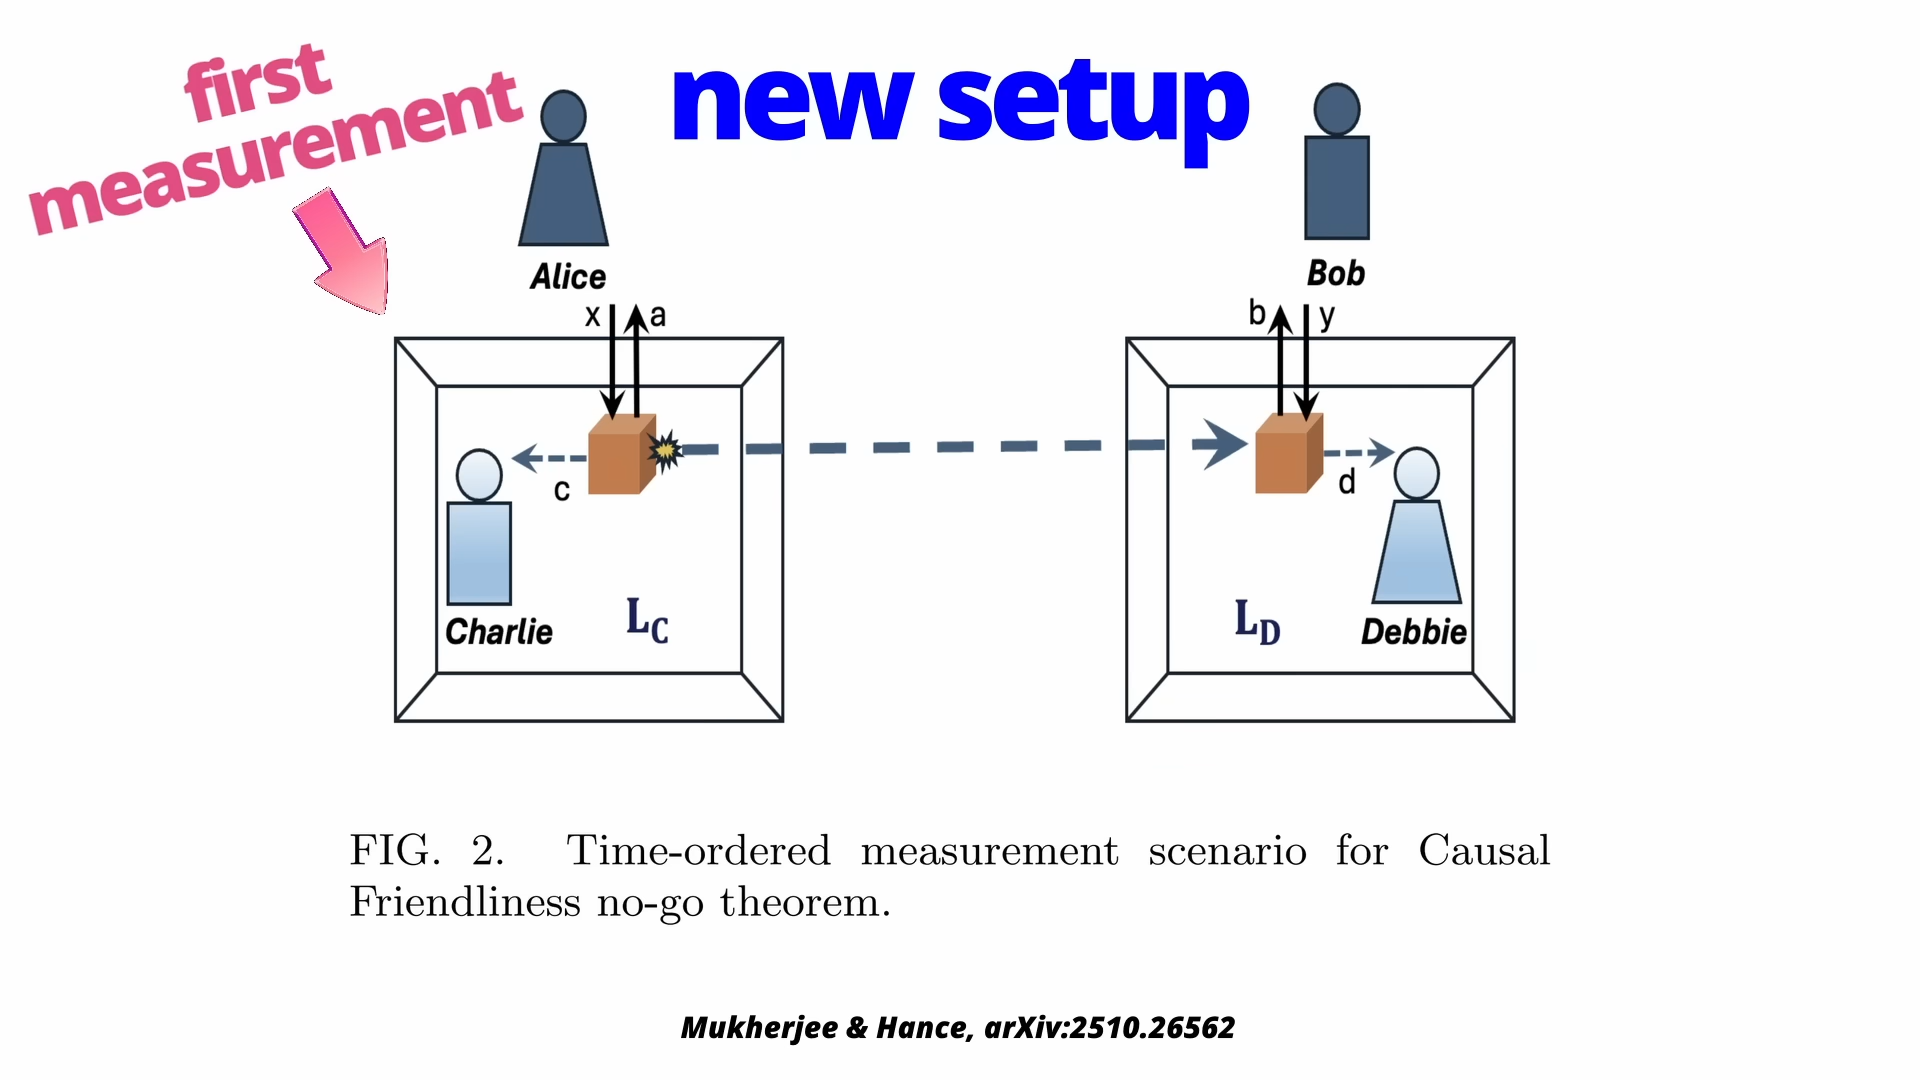 first
measurement
new setup
Alice
Bob
x
a
b
y
c
d
Charlie
L_C
L_D
Debbie
FIG. 2. Time-ordered measurement scenario for Causal
Friendliness no-go theorem.
Mukherjee & Hance, arXiv:2510.26562